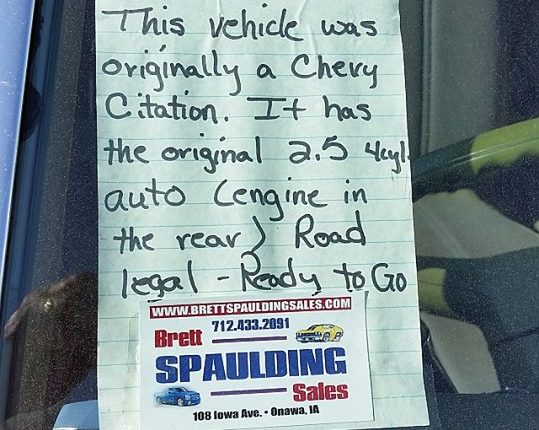 This vehicle was
originally a Chevy
Citation. It has
the original 2.5 4cyl.
auto (engine in
the rear) Road
legal - Ready to Go
WWW.BRETTSPAULDINGSALES.COM
712.433.2091
Brett
SPAULDING
Sales
108 Iowa Ave. • Onawa, IA